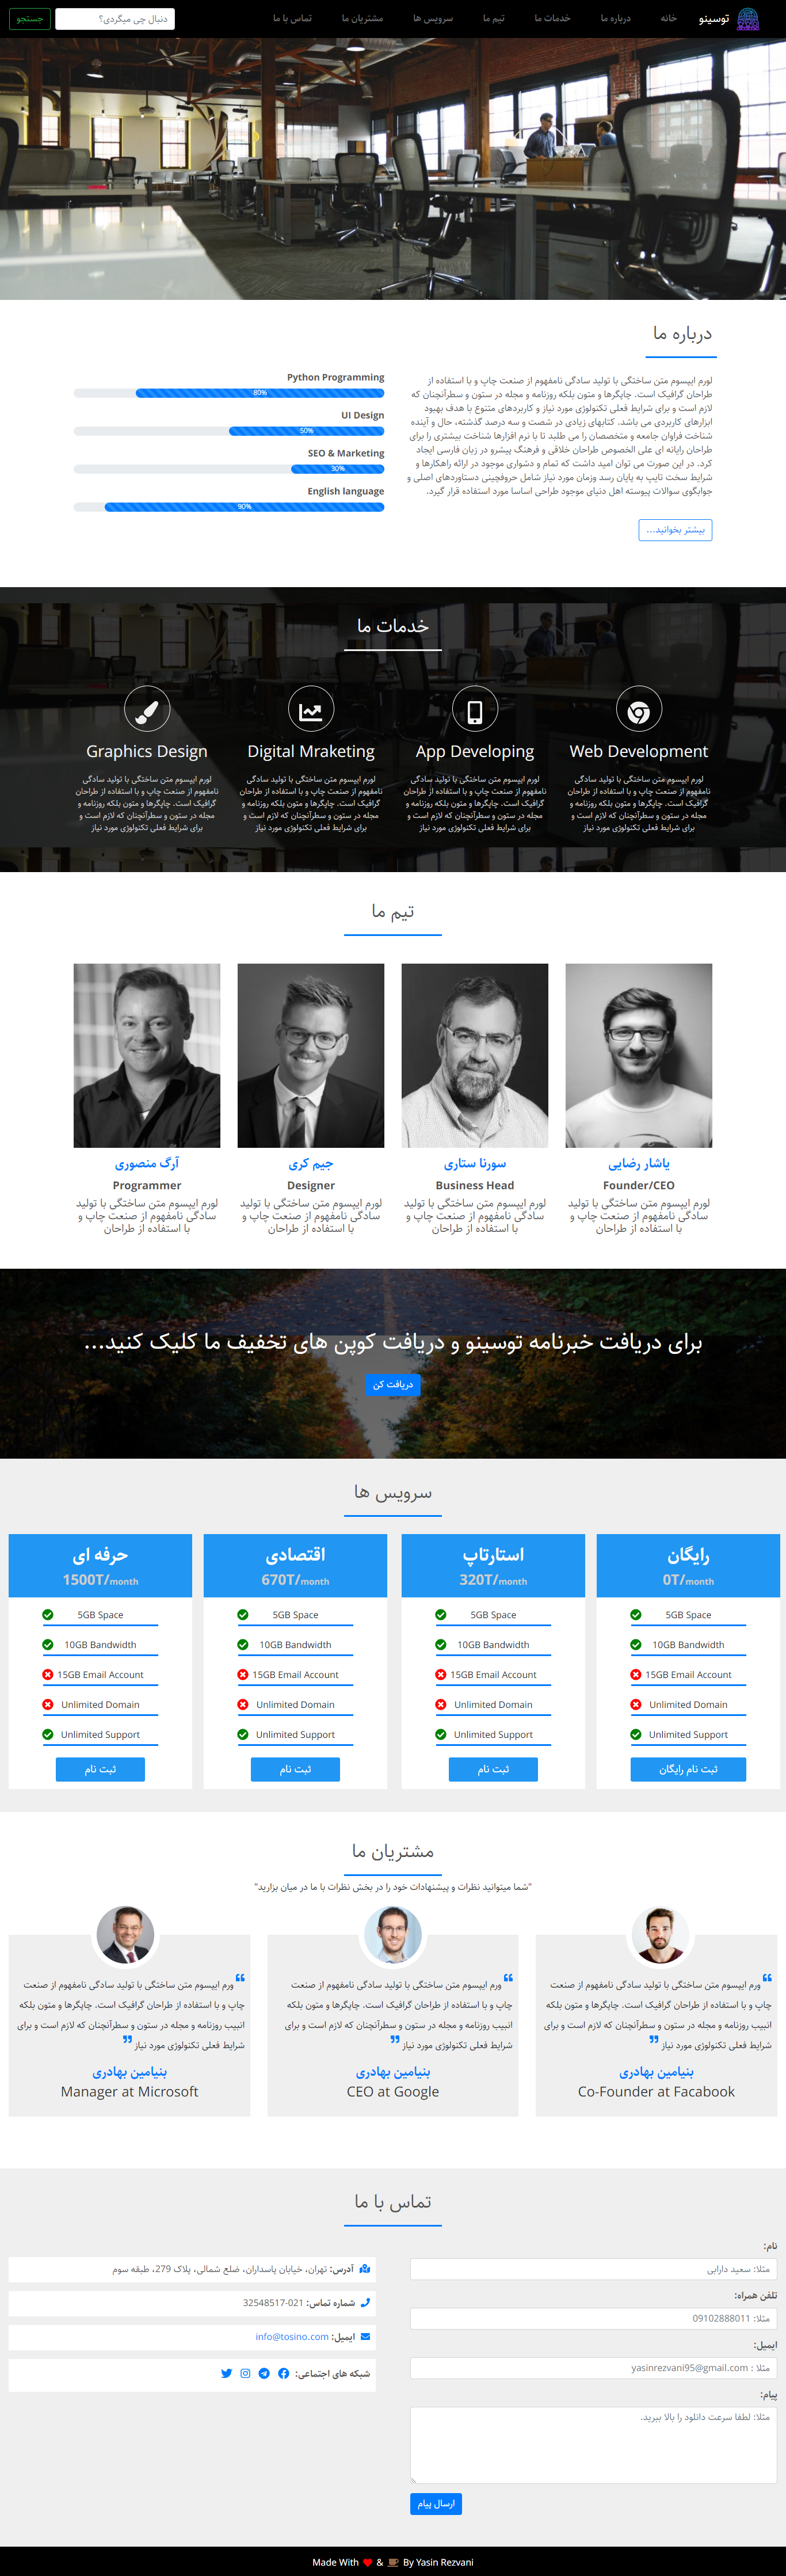 توسینو
خانه
درباره ما
خدمات ما
تیم ما
سرویس ها
مشتریان ما
تماس با ما
دنبال چی میگردی؟
جستجو
درباره ما
لورم ایپسوم متن ساختگی با تولید سادگی نامفهوم از صنعت چاپ و با استفاده از
طراحان گرافیک است. چاپگرها و متون بلکه روزنامه و مجله در ستون و سطرآنچنان که
لازم است و برای شرایط فعلی تکنولوژی مورد نیاز و کاربردهای متنوع با هدف بهبود
ابزارهای کاربردی می باشد. کتابهای زیادی در شصت و سه درصد گذشته، حال و آینده
شناخت فراوان جامعه و متخصصان را می طلبد تا با نرم افزارها شناخت بیشتری را برای
طراحان رایانه ای علی الخصوص طراحان خلاقی و فرهنگ پیشرو در زبان فارسی ایجاد
کرد. در این صورت می توان امید داشت که تمام و دشواری موجود در ارائه راهکارها و
شرایط سخت تایپ به پایان رسد وزمان مورد نیاز شامل حروفچینی دستاوردهای اصلی و
جوابگوی سوالات پیوسته اهل دنیای موجود طراحی اساسا مورد استفاده قرار گیرد.
بیشتر بخوانید...
Python Programming
80%
UI Design
50%
SEO & Marketing
30%
English language
90%
خدمات ما
Web Development
لورم ایپسوم متن ساختگی با تولید سادگی
نامفهوم از صنعت چاپ و با استفاده از طراحان
گرافیک است. چاپگرها و متون بلکه روزنامه و
مجله در ستون و سطرآنچنان که لازم است و
برای شرایط فعلی تکنولوژی مورد نیاز
App Developing
لورم ایپسوم متن ساختگی با تولید سادگی
نامفهوم از صنعت چاپ و با استفاده از طراحان
گرافیک است. چاپگرها و متون بلکه روزنامه و
مجله در ستون و سطرآنچنان که لازم است و
برای شرایط فعلی تکنولوژی مورد نیاز
Digital Mraketing
لورم ایپسوم متن ساختگی با تولید سادگی
نامفهوم از صنعت چاپ و با استفاده از طراحان
گرافیک است. چاپگرها و متون بلکه روزنامه و
مجله در ستون و سطرآنچنان که لازم است و
برای شرایط فعلی تکنولوژی مورد نیاز
Graphics Design
لورم ایپسوم متن ساختگی با تولید سادگی
نامفهوم از صنعت چاپ و با استفاده از طراحان
گرافیک است. چاپگرها و متون بلکه روزنامه و
مجله در ستون و سطرآنچنان که لازم است و
برای شرایط فعلی تکنولوژی مورد نیاز
تیم ما
یاشار رضایی
Founder/CEO
لورم ایپسوم متن ساختگی با تولید
سادگی نامفهوم از صنعت چاپ و
با استفاده از طراحان
سورنا ستاری
Business Head
لورم ایپسوم متن ساختگی با تولید
سادگی نامفهوم از صنعت چاپ و
با استفاده از طراحان
جیم کری
Designer
لورم ایپسوم متن ساختگی با تولید
سادگی نامفهوم از صنعت چاپ و
با استفاده از طراحان
آرگ منصوری
Programmer
لورم ایپسوم متن ساختگی با تولید
سادگی نامفهوم از صنعت چاپ و
با استفاده از طراحان
برای دریافت خبرنامه توسینو و دریافت کوپن های تخفیف ما کلیک کنید...
دریافت کن
سرویس ها
رایگان
0T/month
5GB Space
10GB Bandwidth
15GB Email Account
Unlimited Domain
Unlimited Support
ثبت نام رایگان
استارتاپ
320T/month
5GB Space
10GB Bandwidth
15GB Email Account
Unlimited Domain
Unlimited Support
ثبت نام
اقتصادی
670T/month
5GB Space
10GB Bandwidth
15GB Email Account
Unlimited Domain
Unlimited Support
ثبت نام
حرفه ای
1500T/month
5GB Space
10GB Bandwidth
15GB Email Account
Unlimited Domain
Unlimited Support
ثبت نام
مشتریان ما
"شما میتوانید نظرات و پیشنهادات خود را در بخش نظرات با ما در میان بزارید"
ورم ایپسوم متن ساختگی با تولید سادگی نامفهوم از صنعت
چاپ و با استفاده از طراحان گرافیک است. چاپگرها و متون بلکه
انبیب روزنامه و مجله در ستون و سطرآنچنان که لازم است و برای
شرایط فعلی تکنولوژی مورد نیاز
بنیامین بهادری
Co-Founder at Facabook
ورم ایپسوم متن ساختگی با تولید سادگی نامفهوم از صنعت
چاپ و با استفاده از طراحان گرافیک است. چاپگرها و متون بلکه
انبیب روزنامه و مجله در ستون و سطرآنچنان که لازم است و برای
شرایط فعلی تکنولوژی مورد نیاز
بنیامین بهادری
CEO at Google
ورم ایپسوم متن ساختگی با تولید سادگی نامفهوم از صنعت
چاپ و با استفاده از طراحان گرافیک است. چاپگرها و متون بلکه
انبیب روزنامه و مجله در ستون و سطرآنچنان که لازم است و برای
شرایط فعلی تکنولوژی مورد نیاز
بنیامین بهادری
Manager at Microsoft
تماس با ما
نام:
مثلا: سعید دارابی
تلفن همراه:
مثلا: 09102888011
ایمیل:
مثلا : yasinrezvani95@gmail.com
پیام:
مثلا: لطفا سرعت دانلود را بالا ببرید.
ارسال پیام
آدرس: تهران، خیابان پاسداران، ضلع شمالی، پلاک 279، طبقه سوم
شماره تماس: 021-32548517
ایمیل: info@tosino.com
شبکه های اجتماعی:
Made With & By Yasin Rezvani